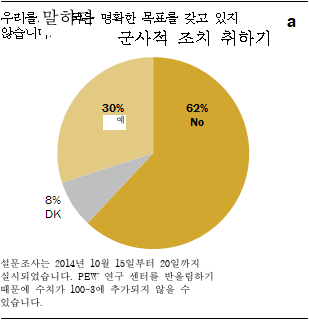 우리를. 말하면 명확한 목표를 갖고 있지
않습니다.
a
군사적 조치 취하기
30%
예
62%
No
8%
DK
설문조사는 2014년 10월 15일부터 20일까지
실시되었습니다. PEW 연구 센터를 반올림하기
때문에 수치가 100-3에 추가되지 않을 수
있습니다.